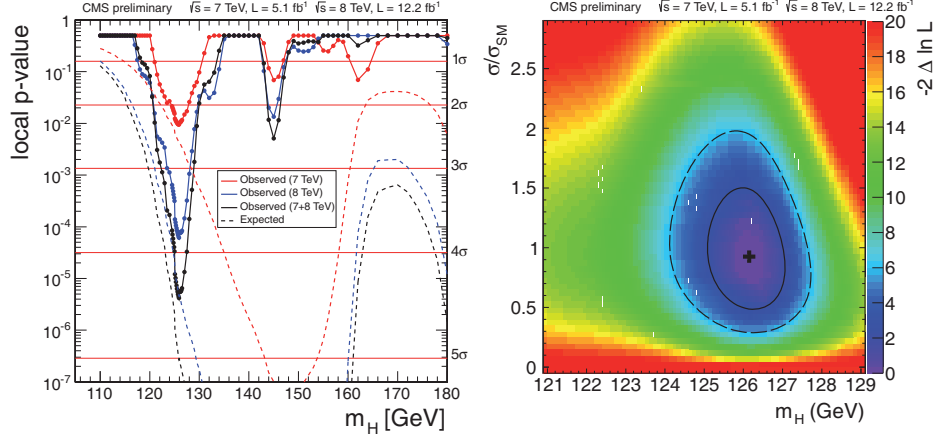 CMS preliminary √s = 7 TeV, L = 5.1 fb⁻¹ √s = 8 TeV, L = 12.2 fb⁻¹
local p-value
10⁻¹
10⁻²
10⁻³
10⁻⁴
10⁻⁵
10⁻⁶
10⁻⁷
1σ
2σ
3σ
4σ
5σ
Observed (7 TeV)
Observed (8 TeV)
Observed (7+8 TeV)
Expected
110 120 130 140 150 160 170 180
m_H [GeV]
CMS preliminary √s = 7 TeV, L = 5.1 fb⁻¹ √s = 8 TeV, L = 12.2 fb⁻¹
σ/σ_SM
3
2.5
2
1.5
1
0.5
0
121 122 123 124 125 126 127 128 129
m_H (GeV)
20
18
16
14
12
10
8
6
4
2
0
-2 Δ ln L